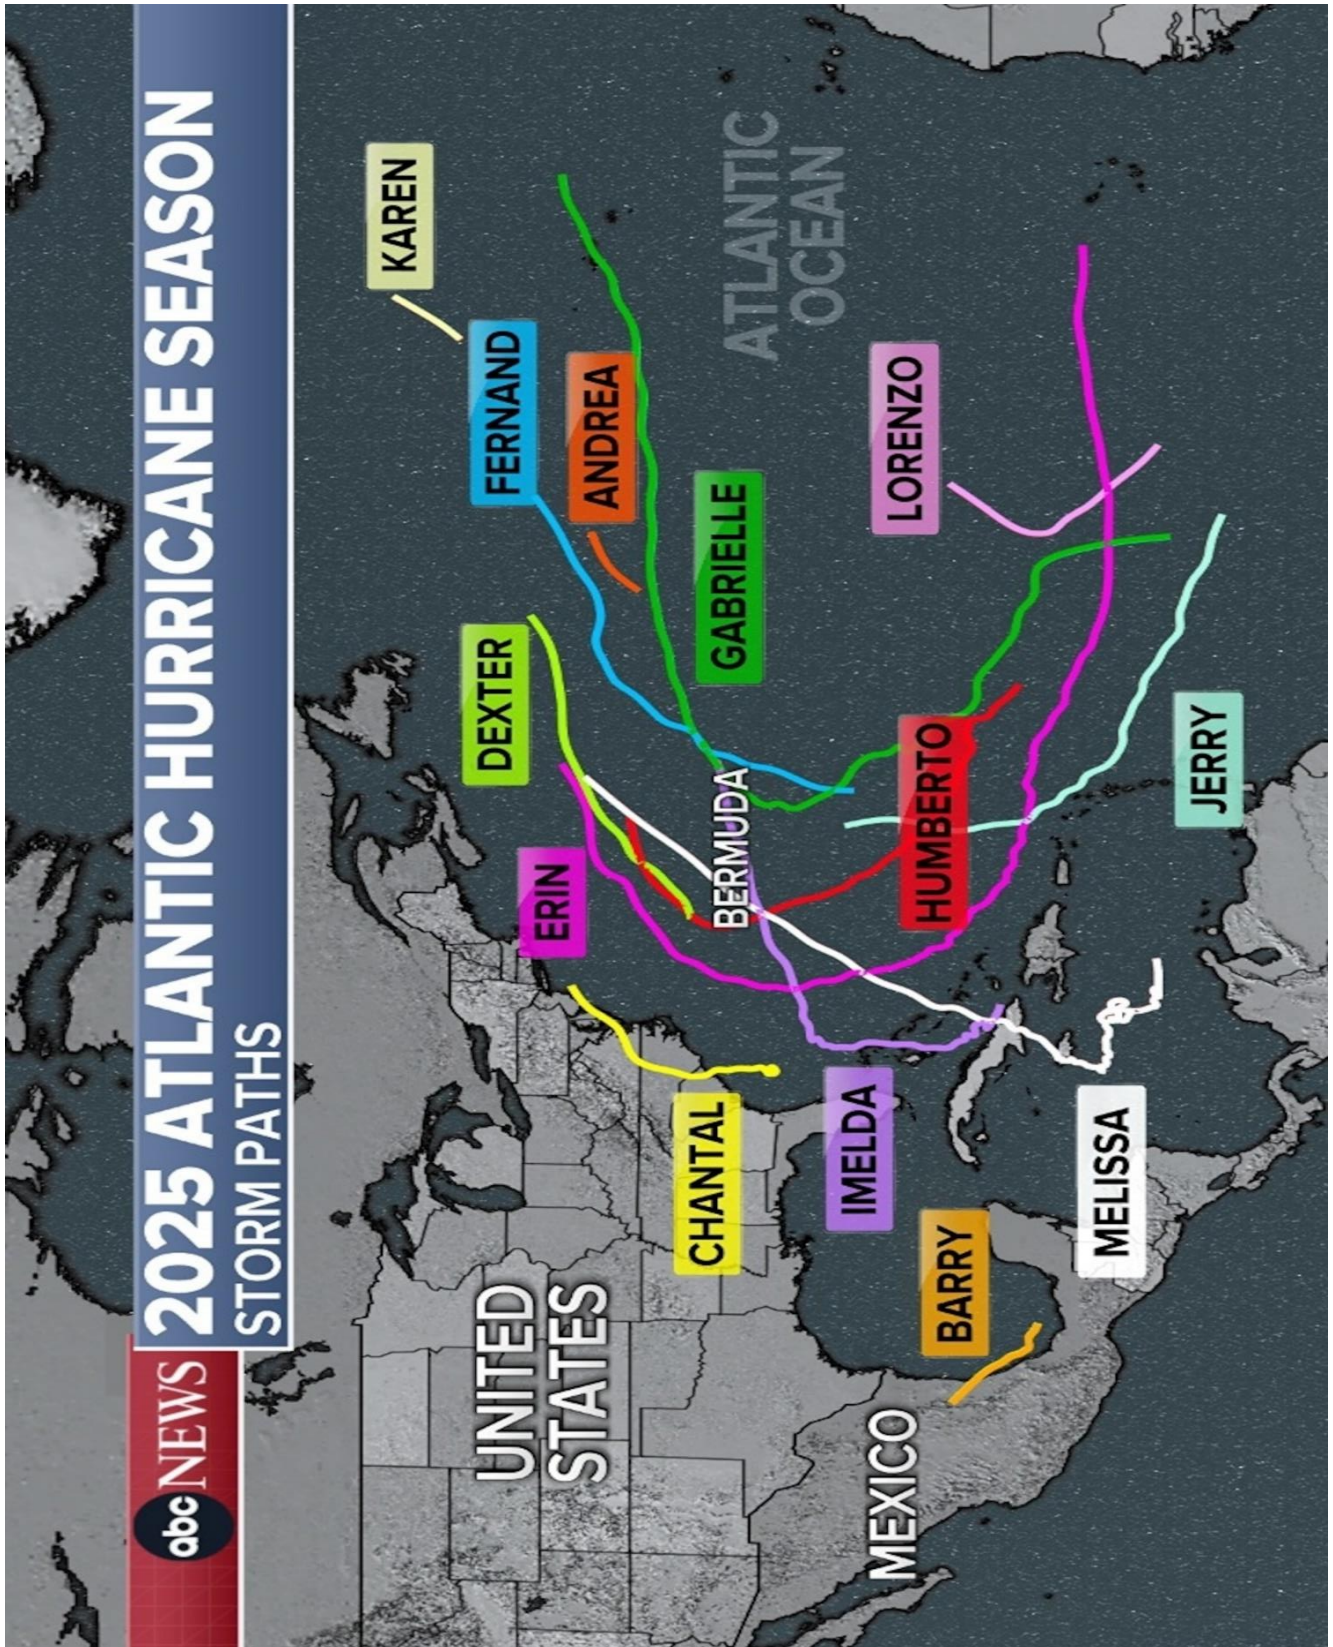 abc NEWS
2025 ATLANTIC HURRICANE SEASON
STORM PATHS
KAREN
FERNAND
DEXTER
ANDREA
ERIN
UNITED
STATES
GABRIELLE
BERMUDA
CHANTAL
ATLANTIC
OCEAN
IMELDA
LORENZO
HUMBERTO
MEXICO
BARRY
MELISSA
JERRY